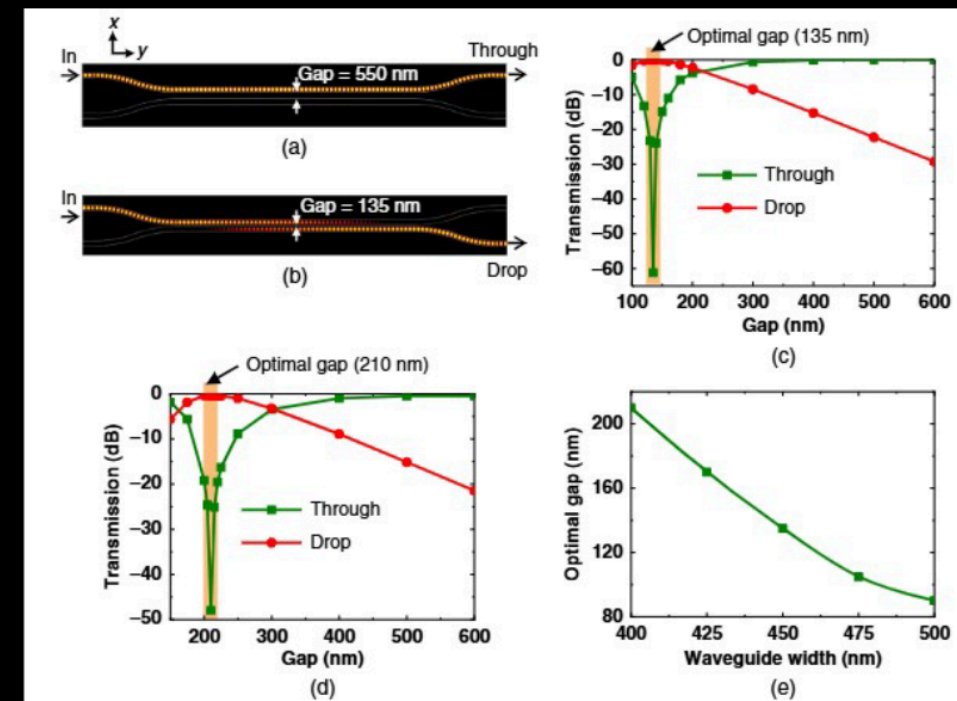 x
y
In
Through
Gap = 550 nm
(a)
In
Gap = 135 nm
Drop
(b)
Optimal gap (135 nm)
0
−10
−20
−30
−40
−50
−60
Transmission (dB)
Through
Drop
100 200 300 400 500 600
Gap (nm)
(c)
Optimal gap (210 nm)
0
−10
−20
−30
−40
−50
Transmission (dB)
Through
Drop
200 300 400 500 600
Gap (nm)
(d)
200
160
120
80
Optimal gap (nm)
400 425 450 475 500
Waveguide width (nm)
(e)